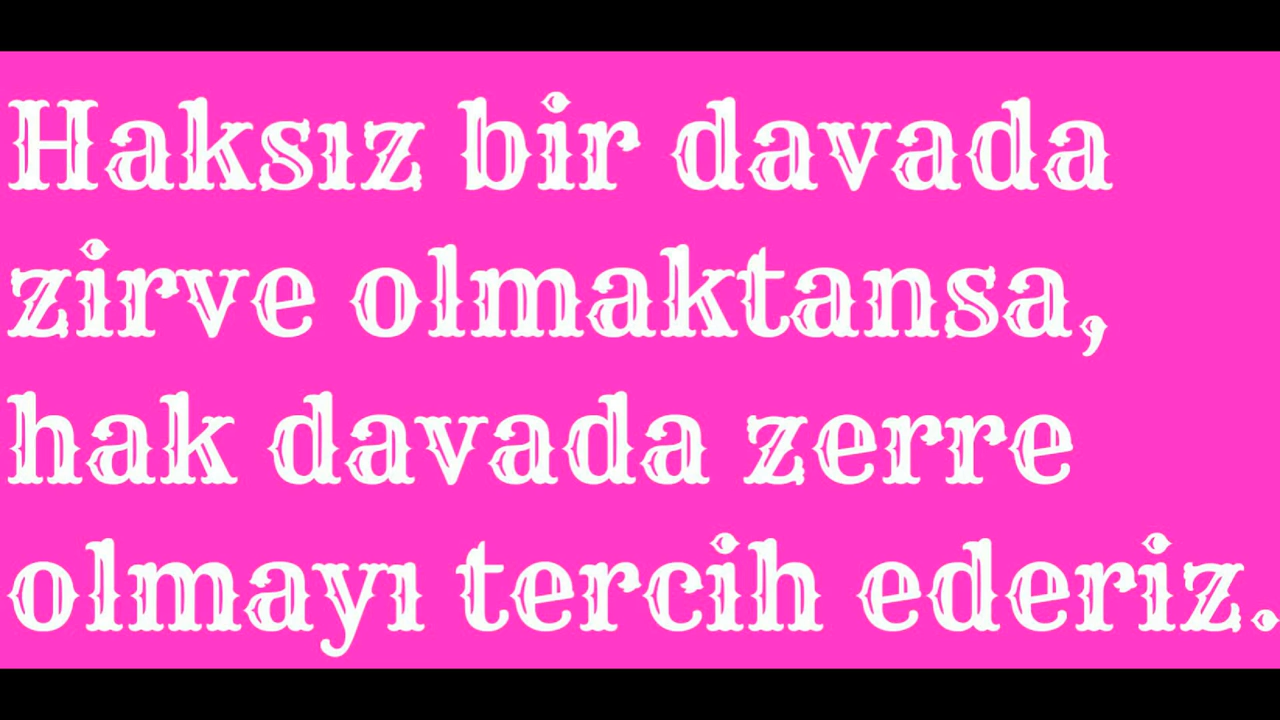 Haksız bir davada
zirve olmaktansa,
hak davada zerre
olmayı tercih ederiz.